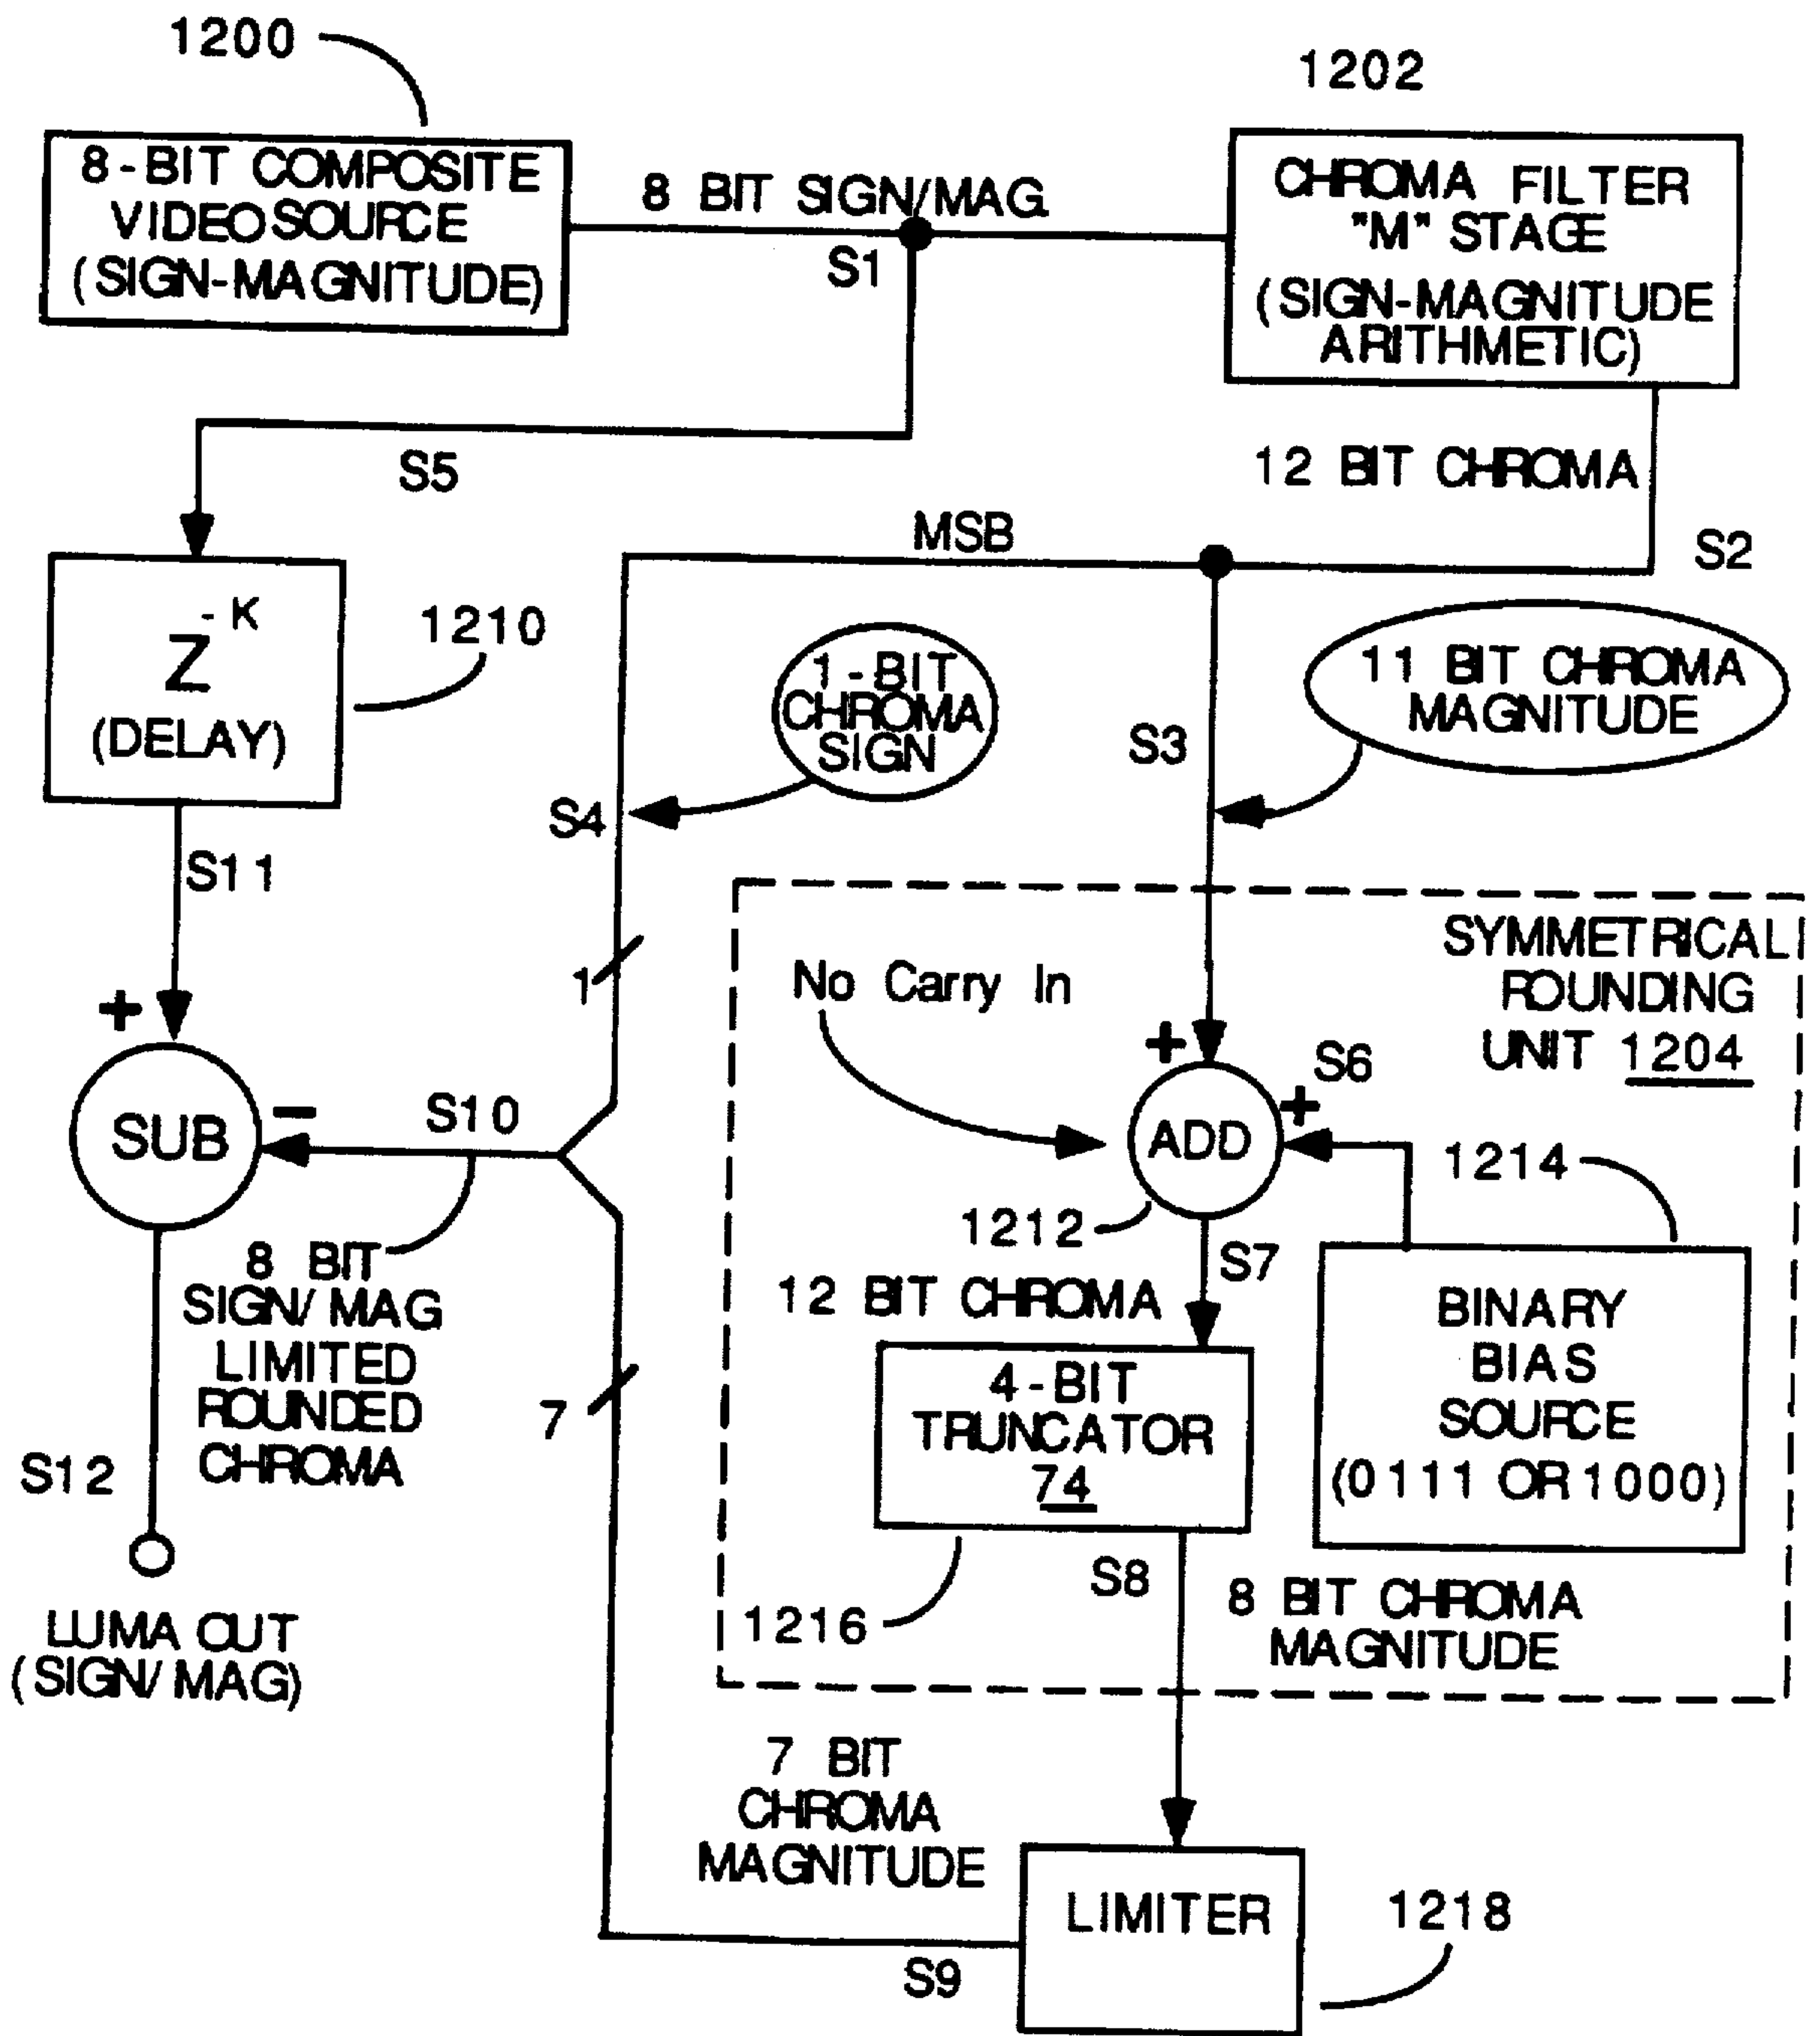 1200
1202
8-BIT COMPOSITE
VIDEO SOURCE
(SIGN-MAGNITUDE)
8 BIT SIGN/MAG.
S1
CHROMA FILTER
"M" STAGE
(SIGN-MAGNITUDE
ARITHMETIC)
S5
12 BIT CHROMA
MSB
S2
Z-K
(DELAY)
1210
1-BIT
CHROMA
SIGN
11 BIT CHROMA
MAGNITUDE
S3
S4
S11
SYMMETRICAL
ROUNDING
UNIT 1204
No Carry In
1
+
SUB
-
S10
+
S6
+
ADD
1214
1212
S7
8 BIT
SIGN/MAG
LIMITED
ROUNDED
CHROMA
12 BIT CHROMA
BINARY
BIAS
SOURCE
(0111 OR 1000)
4-BIT
TRUNCATOR
74
7
S12
S8
1216
8 BIT CHROMA
MAGNITUDE
LUMA OUT
(SIGN/MAG)
7 BIT
CHROMA
MAGNITUDE
LIMITER
1218
S9